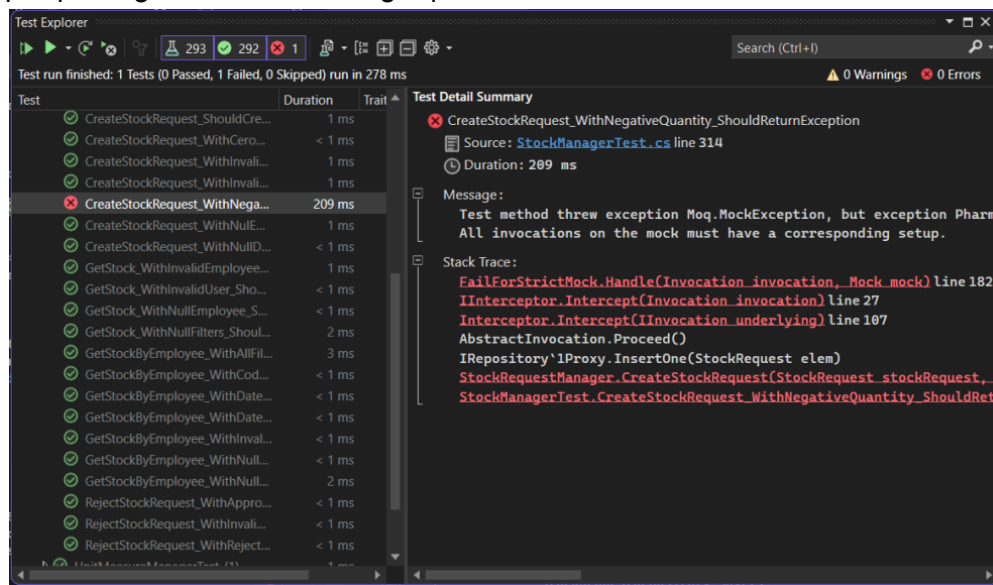 Test Explorer
293 292 1
Search (Ctrl+I)
Test run finished: 1 Tests (0 Passed, 1 Failed, 0 Skipped) run in 278 ms
0 Warnings 0 Errors
Test Duration Trait
CreateStockRequest_ShouldCre... 1 ms
CreateStockRequest_WithCero... < 1 ms
CreateStockRequest_WithInvali... 1 ms
CreateStockRequest_WithInvali... 1 ms
CreateStockRequest_WithNega... 209 ms
CreateStockRequest_WithNullE... 1 ms
CreateStockRequest_WithNullD... < 1 ms
GetStock_WithInvalidEmployee... 1 ms
GetStock_WithInvalidUser_Sho... < 1 ms
GetStock_WithNullEmployee_S... < 1 ms
GetStock_WithNullFilters_Shoul... 2 ms
GetStockByEmployee_WithAllFil... 3 ms
GetStockByEmployee_WithCod... < 1 ms
GetStockByEmployee_WithDate... < 1 ms
GetStockByEmployee_WithDate... < 1 ms
GetStockByEmployee_WithInval... < 1 ms
GetStockByEmployee_WithNull... < 1 ms
GetStockByEmployee_WithNull... 2 ms
RejectStockRequest_WithAppro... < 1 ms
RejectStockRequest_WithInvali... < 1 ms
RejectStockRequest_WithReject... < 1 ms
Test Detail Summary
CreateStockRequest_WithNegativeQuantity_ShouldReturnException
Source: StockManagerTest.cs line 314
Duration: 209 ms
Message:
Test method threw exception Moq.MockException, but exception Pharm
All invocations on the mock must have a corresponding setup.
Stack Trace:
FailForStrictMock.Handle(Invocation invocation, Mock mock) line 182
IInterceptor.Intercept(Invocation invocation) line 27
Interceptor.Intercept(IInvocation underlying) line 107
AbstractInvocation.Proceed()
IRepository`1Proxy.InsertOne(StockRequest elem)
StockRequestManager.CreateStockRequest(StockRequest stockRequest,
StockManagerTest.CreateStockRequest_WithNegativeQuantity_ShouldRet